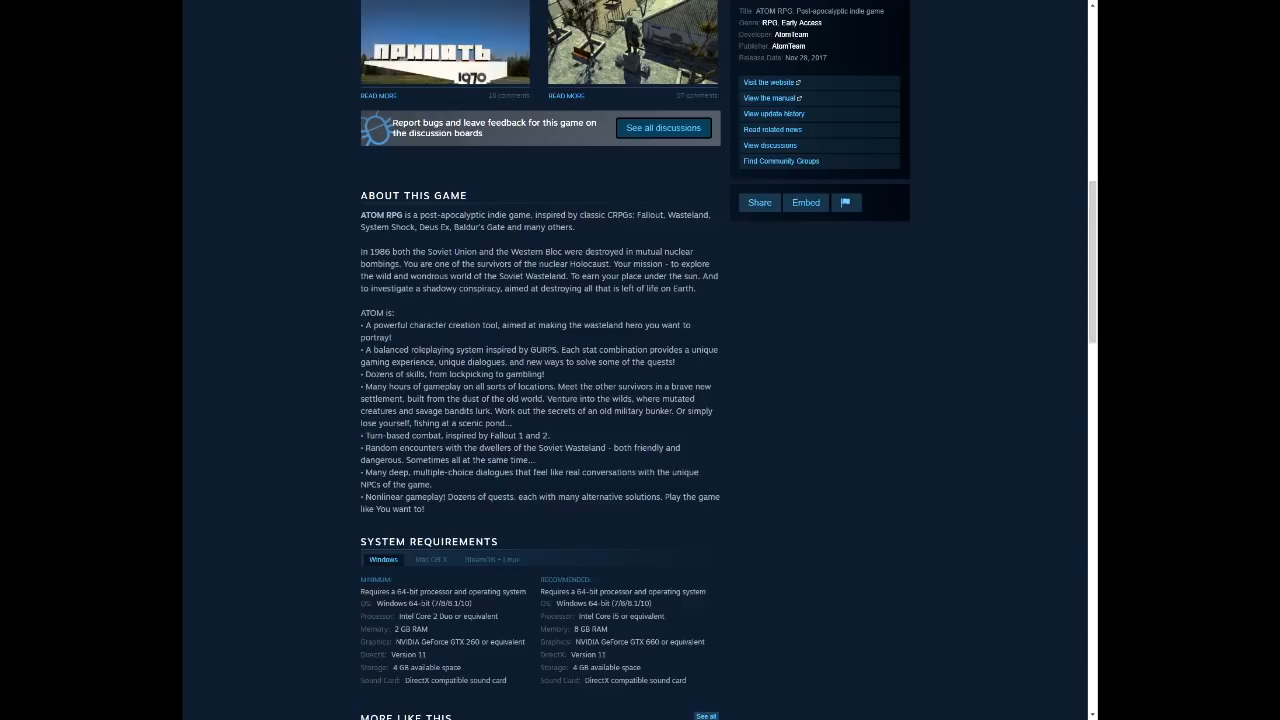 ПРИПЯТЬ
1970
READ MORE
16 comments
READ MORE
57 comments
Report bugs and leave feedback for this game on
the discussion boards
See all discussions
ABOUT THIS GAME
ATOM RPG is a post-apocalyptic indie game, inspired by classic CRPGs: Fallout, Wasteland,
System Shock, Deus Ex, Baldur's Gate and many others.
In 1986 both the Soviet Union and the Western Bloc were destroyed in mutual nuclear
bombings. You are one of the survivors of the nuclear Holocaust. Your mission - to explore
the wild and wondrous world of the Soviet Wasteland. To earn your place under the sun. And
to investigate a shadowy conspiracy, aimed at destroying all that is left of life on Earth.
ATOM is:
• A powerful character creation tool, aimed at making the wasteland hero you want to
portray!
• A balanced roleplaying system inspired by GURPS. Each stat combination provides a unique
gaming experience, unique dialogues, and new ways to solve some of the quests!
• Dozens of skills, from lockpicking to gambling!
• Many hours of gameplay on all sorts of locations. Meet the other survivors in a brave new
settlement, built from the dust of the old world. Venture into the wilds, where mutated
creatures and savage bandits lurk. Work out the secrets of an old military bunker. Or simply
lose yourself, fishing at a scenic pond...
• Turn-based combat, inspired by Fallout 1 and 2.
• Random encounters with the dwellers of the Soviet Wasteland - both friendly and
dangerous. Sometimes all at the same time...
• Many deep, multiple-choice dialogues that feel like real conversations with the unique
NPCs of the game.
• Nonlinear gameplay! Dozens of quests. each with many alternative solutions. Play the game
like You want to!
SYSTEM REQUIREMENTS
Windows
Mac OS X
SteamOS + Linux
MINIMUM:
Requires a 64-bit processor and operating system
OS: Windows 64-bit (7/8/8.1/10)
Processor: Intel Core 2 Duo or equivalent
Memory: 2 GB RAM
Graphics: NVIDIA GeForce GTX 260 or equivalent
DirectX: Version 11
Storage: 4 GB available space
Sound Card: DirectX compatible sound card
RECOMMENDED:
Requires a 64-bit processor and operating system
OS: Windows 64-bit (7/8/8.1/10)
Processor: Intel Core i5 or equivalent
Memory: 8 GB RAM
Graphics: NVIDIA GeForce GTX 660 or equivalent
DirectX: Version 11
Storage: 4 GB available space
Sound Card: DirectX compatible sound card
MORE LIKE THIS
See all
Title: ATOM RPG: Post-apocalyptic indie game
Genre: RPG, Early Access
Developer: AtomTeam
Publisher: AtomTeam
Release Date: Nov 28, 2017
Visit the website
View the manual
View update history
Read related news
View discussions
Find Community Groups
Share
Embed